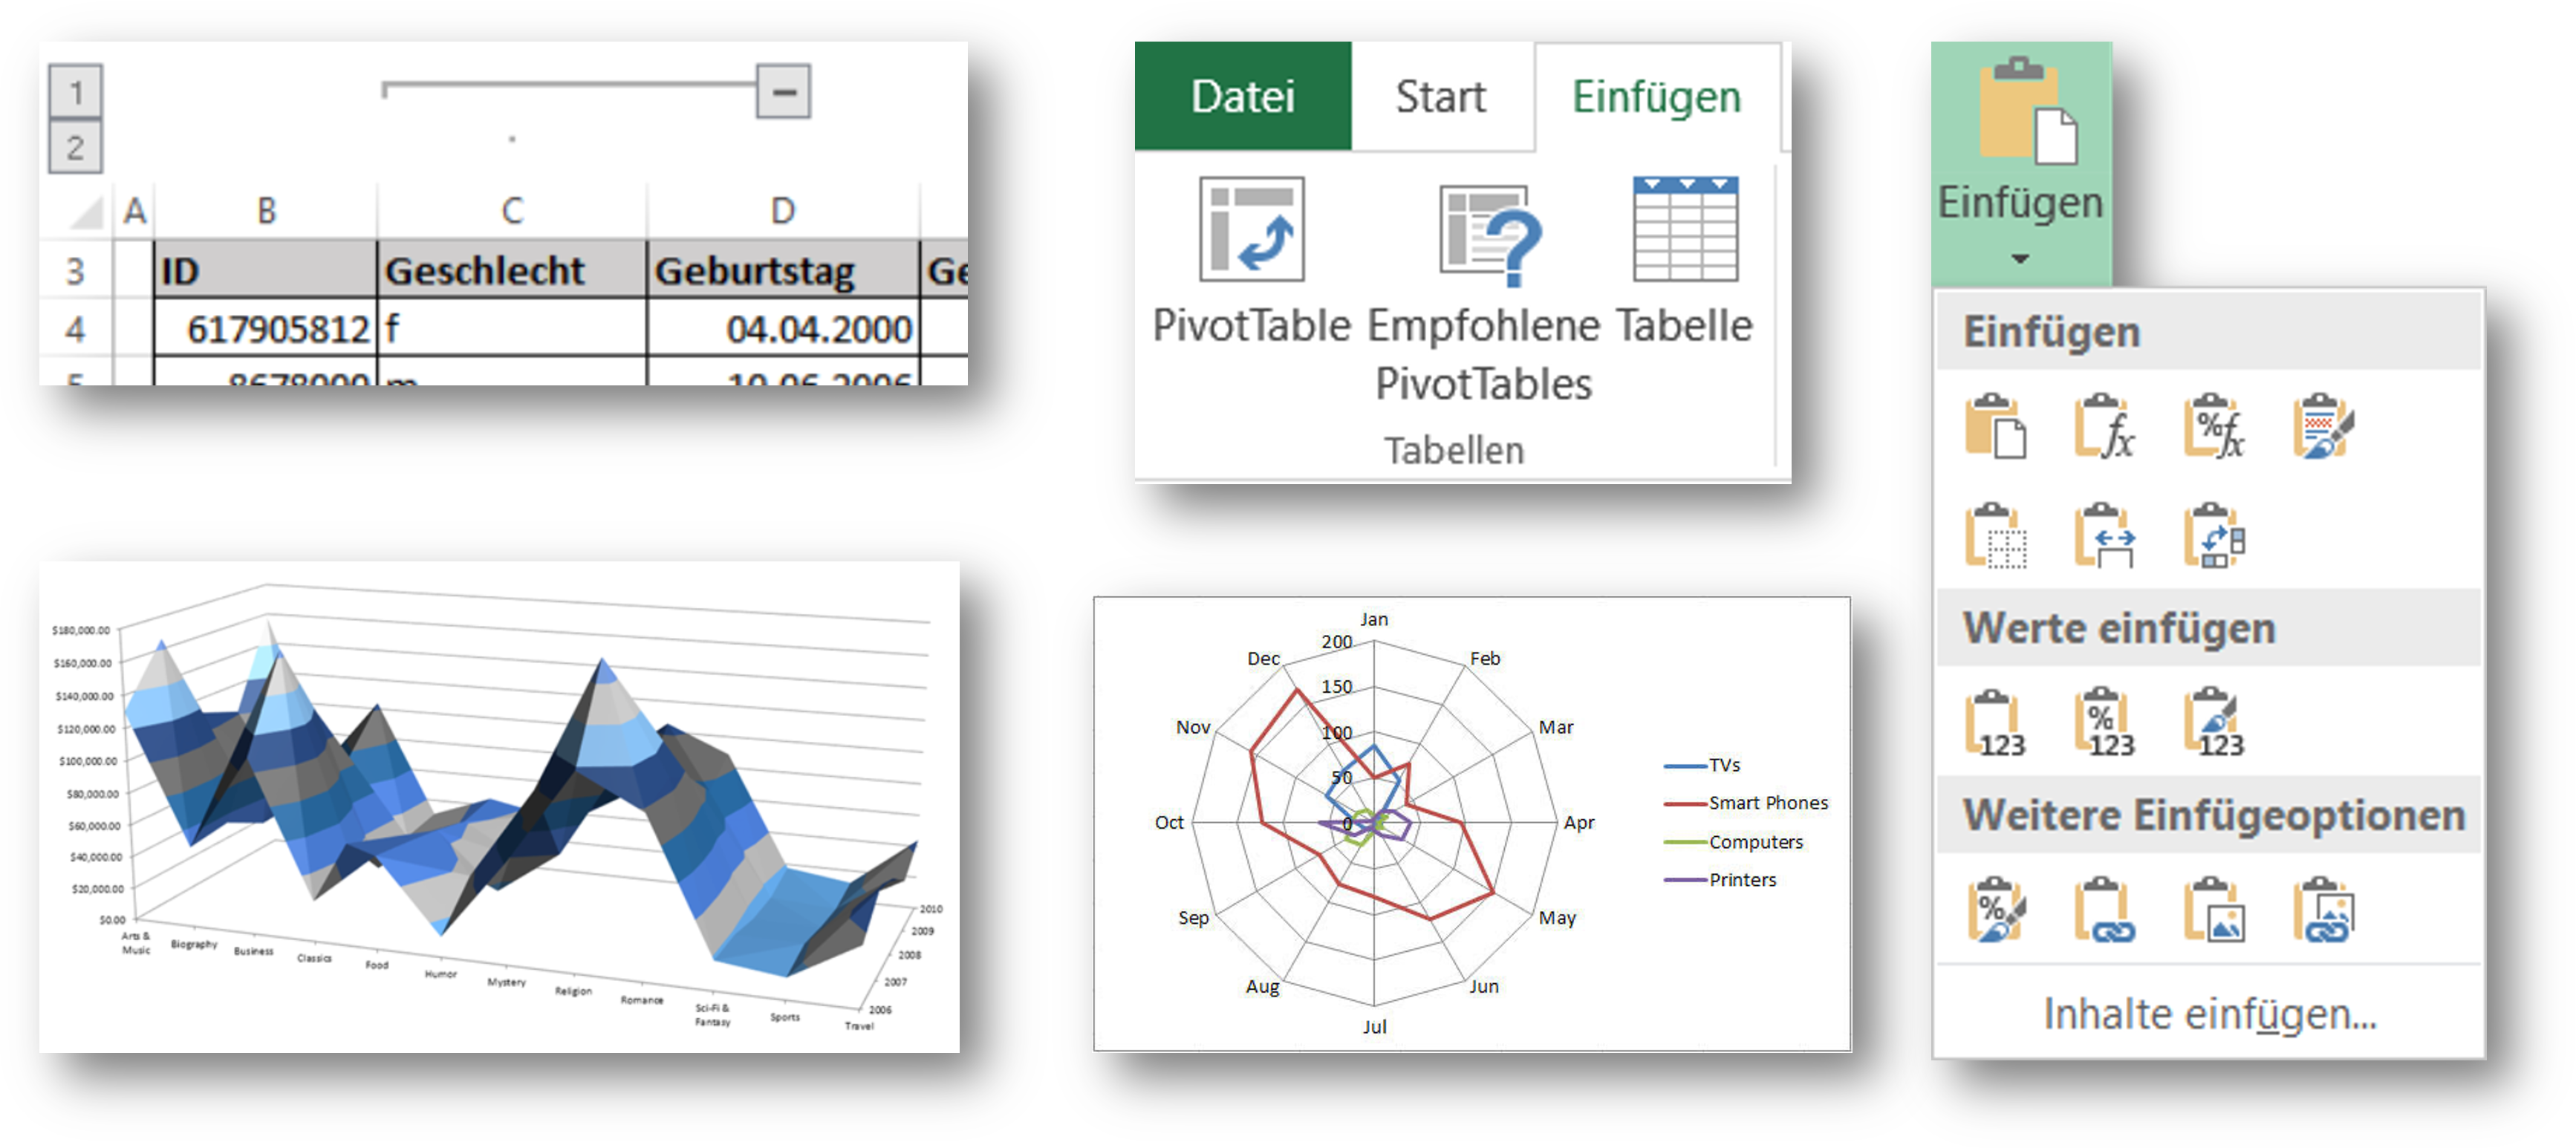 1
2
A B C D
3 ID Geschlecht Geburtstag
4 617905812 f 04.04.2000
Datei Start Einfügen
PivotTable Empfohlene Tabelle
PivotTables
Tabellen
Einfügen
Einfügen
%fx
fx
Werte einfügen
123
%
123
123
Weitere Einfügeoptionen
%
Inhalte einfügen...
$180,000.00
$160,000.00
$140,000.00
$120,000.00
$100,000.00
$80,000.00
$60,000.00
$40,000.00
$20,000.00
$0.00
Arts &
Music
Biography
Business
Classics
Food
Humor
Mystery
Religion
Romance
Sci-Fi &
Fantasy
Sports
Travel
2010
2009
2008
2007
2006
Jan
Feb
Mar
Apr
May
Jun
Jul
Aug
Sep
Oct
Nov
Dec
200
150
100
50
0
TVs
Smart Phones
Computers
Printers